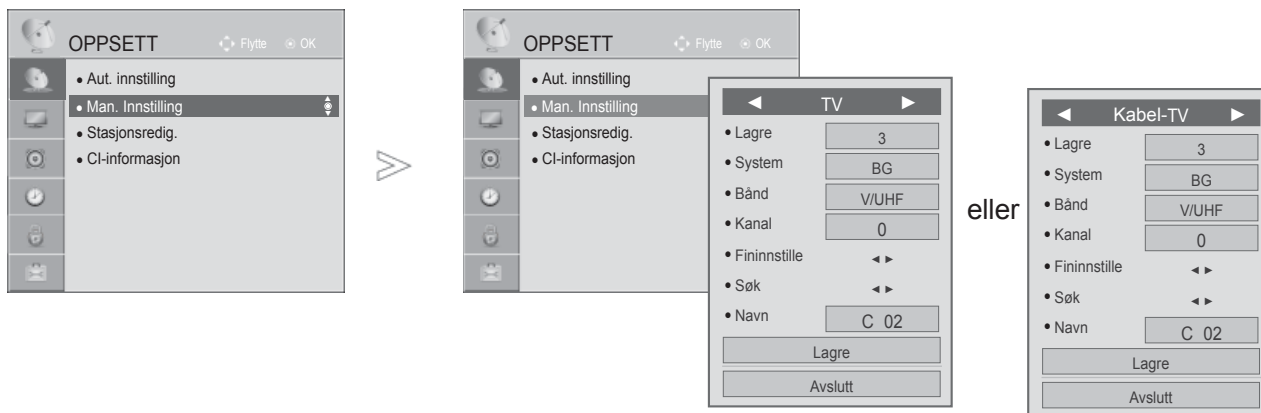 OPPSETT
Flytte
OK
• Aut. innstilling
• Man. Innstilling
• Stasjonsredig.
• CI-informasjon
OPPSETT
Flytte
OK
• Aut. innstilling
• Man. Innstilling
• Stasjonsredig.
• CI-informasjon
◄ TV ►
• Lagre 3
• System BG
• Bånd V/UHF
• Kanal 0
• Fininnstille ◄ ►
• Søk ◄ ►
• Navn C 02
Lagre
Avslutt
eller
◄ Kabel-TV ►
• Lagre 3
• System BG
• Bånd V/UHF
• Kanal 0
• Fininnstille ◄ ►
• Søk ◄ ►
• Navn C 02
Lagre
Avslutt